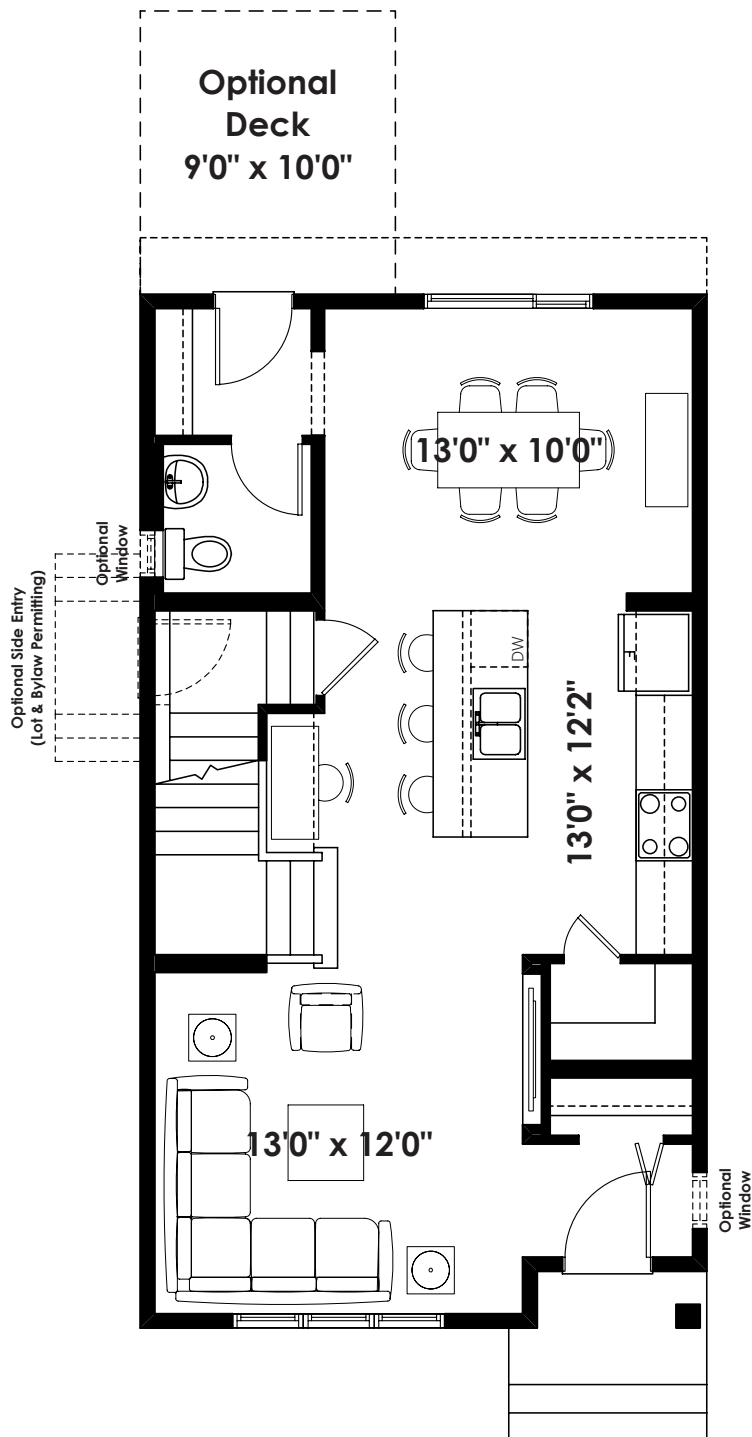 Optional
Deck
9'0" x 10'0"
13'0" x 10'0"
Optional
Window
Optional Side Entry
(Lot & Bylaw Permitting)
DW
13'0" x 12'2"
13'0" x 12'0"
Optional
Window